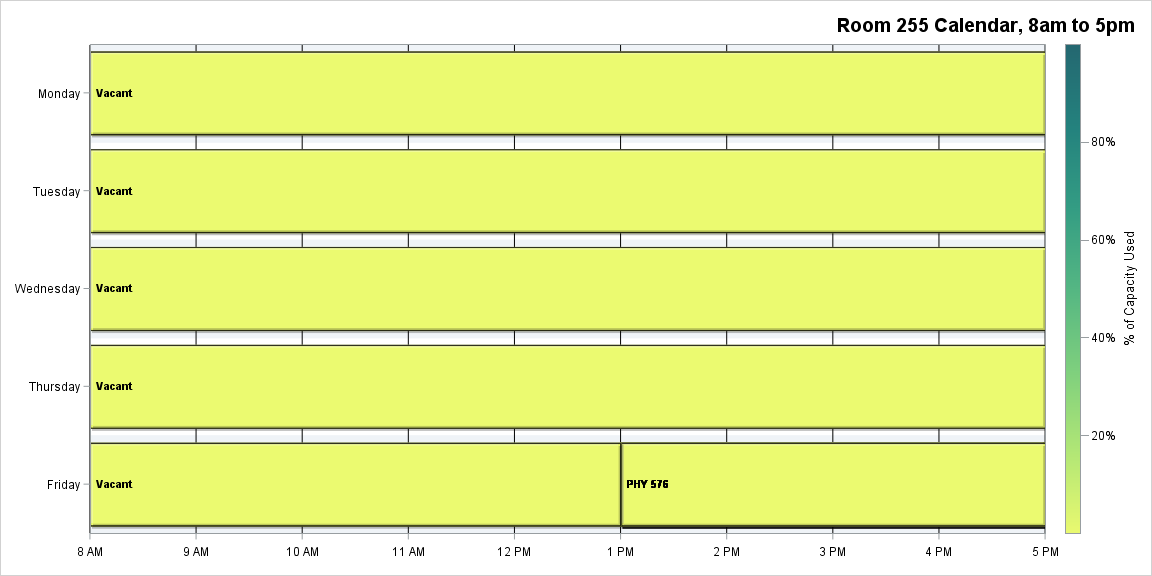 Room 255 Calendar, 8am to 5pm
Monday
Vacant
Tuesday
Vacant
Wednesday
Vacant
Thursday
Vacant
Friday
Vacant
PHY 576
8 AM
9 AM
10 AM
11 AM
12 PM
1 PM
2 PM
3 PM
4 PM
5 PM
80%
60%
40%
20%
% of Capacity Used